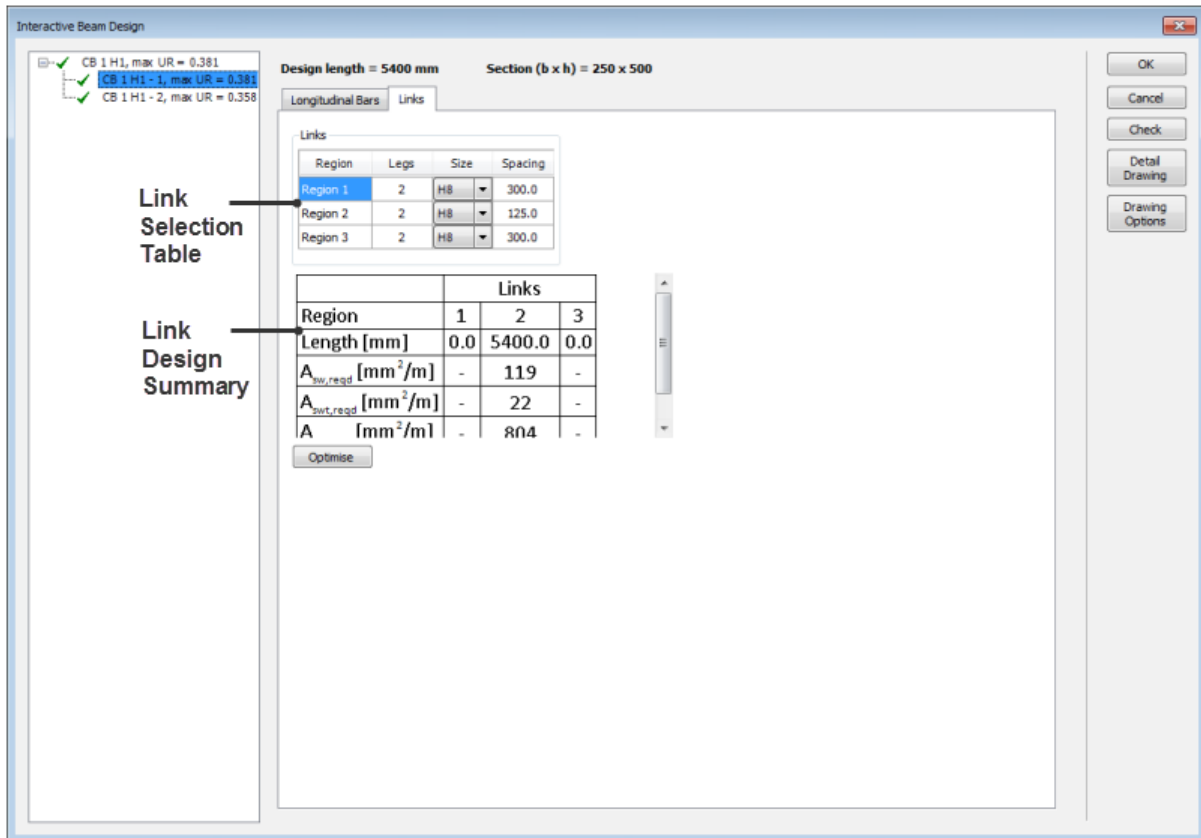 Interactive Beam Design
CB 1 H1, max UR = 0.381
CB 1 H1 - 1, max UR = 0.381
CB 1 H1 - 2, max UR = 0.358
Design length = 5400 mm Section (b x h) = 250 x 500
Longitudinal Bars Links
Links
Region Legs Size Spacing
Region 1 2 H8 300.0
Region 2 2 H8 125.0
Region 3 2 H8 300.0
Link
Selection
Table
Links
Region 1 2 3
Length [mm] 0.0 5400.0 0.0
A_sw,reqd [mm²/m] - 119 -
A_swt,reqd [mm²/m] - 22 -
A [mm²/m] - 804 -
Link
Design
Summary
Optimise
OK
Cancel
Check
Detail
Drawing
Drawing
Options